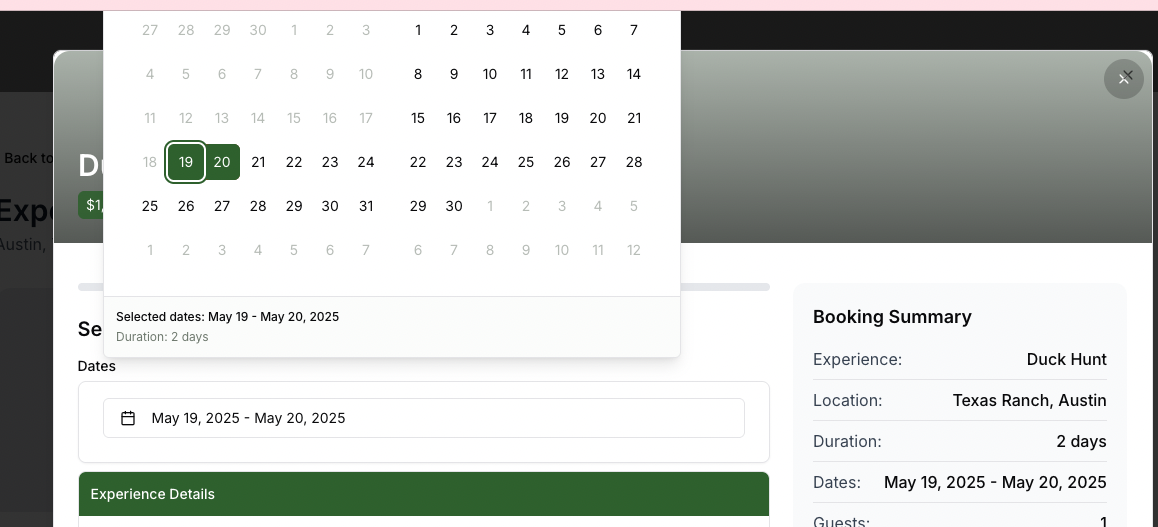 27 28 29 30 1 2 3 1 2 3 4 5 6 7
4 5 6 7 8 9 10 8 9 10 11 12 13 14
11 12 13 14 15 16 17 15 16 17 18 19 20 21
18 19 20 21 22 23 24 22 23 24 25 26 27 28
25 26 27 28 29 30 31 29 30 1 2 3 4 5
1 2 3 4 5 6 7 6 7 8 9 10 11 12
Selected dates: May 19 - May 20, 2025
Duration: 2 days
Back to
Du
$1,
Expe
Austin,
Se
Dates
May 19, 2025 - May 20, 2025
Experience Details
Booking Summary
Experience: Duck Hunt
Location: Texas Ranch, Austin
Duration: 2 days
Dates: May 19, 2025 - May 20, 2025
Guests: 1